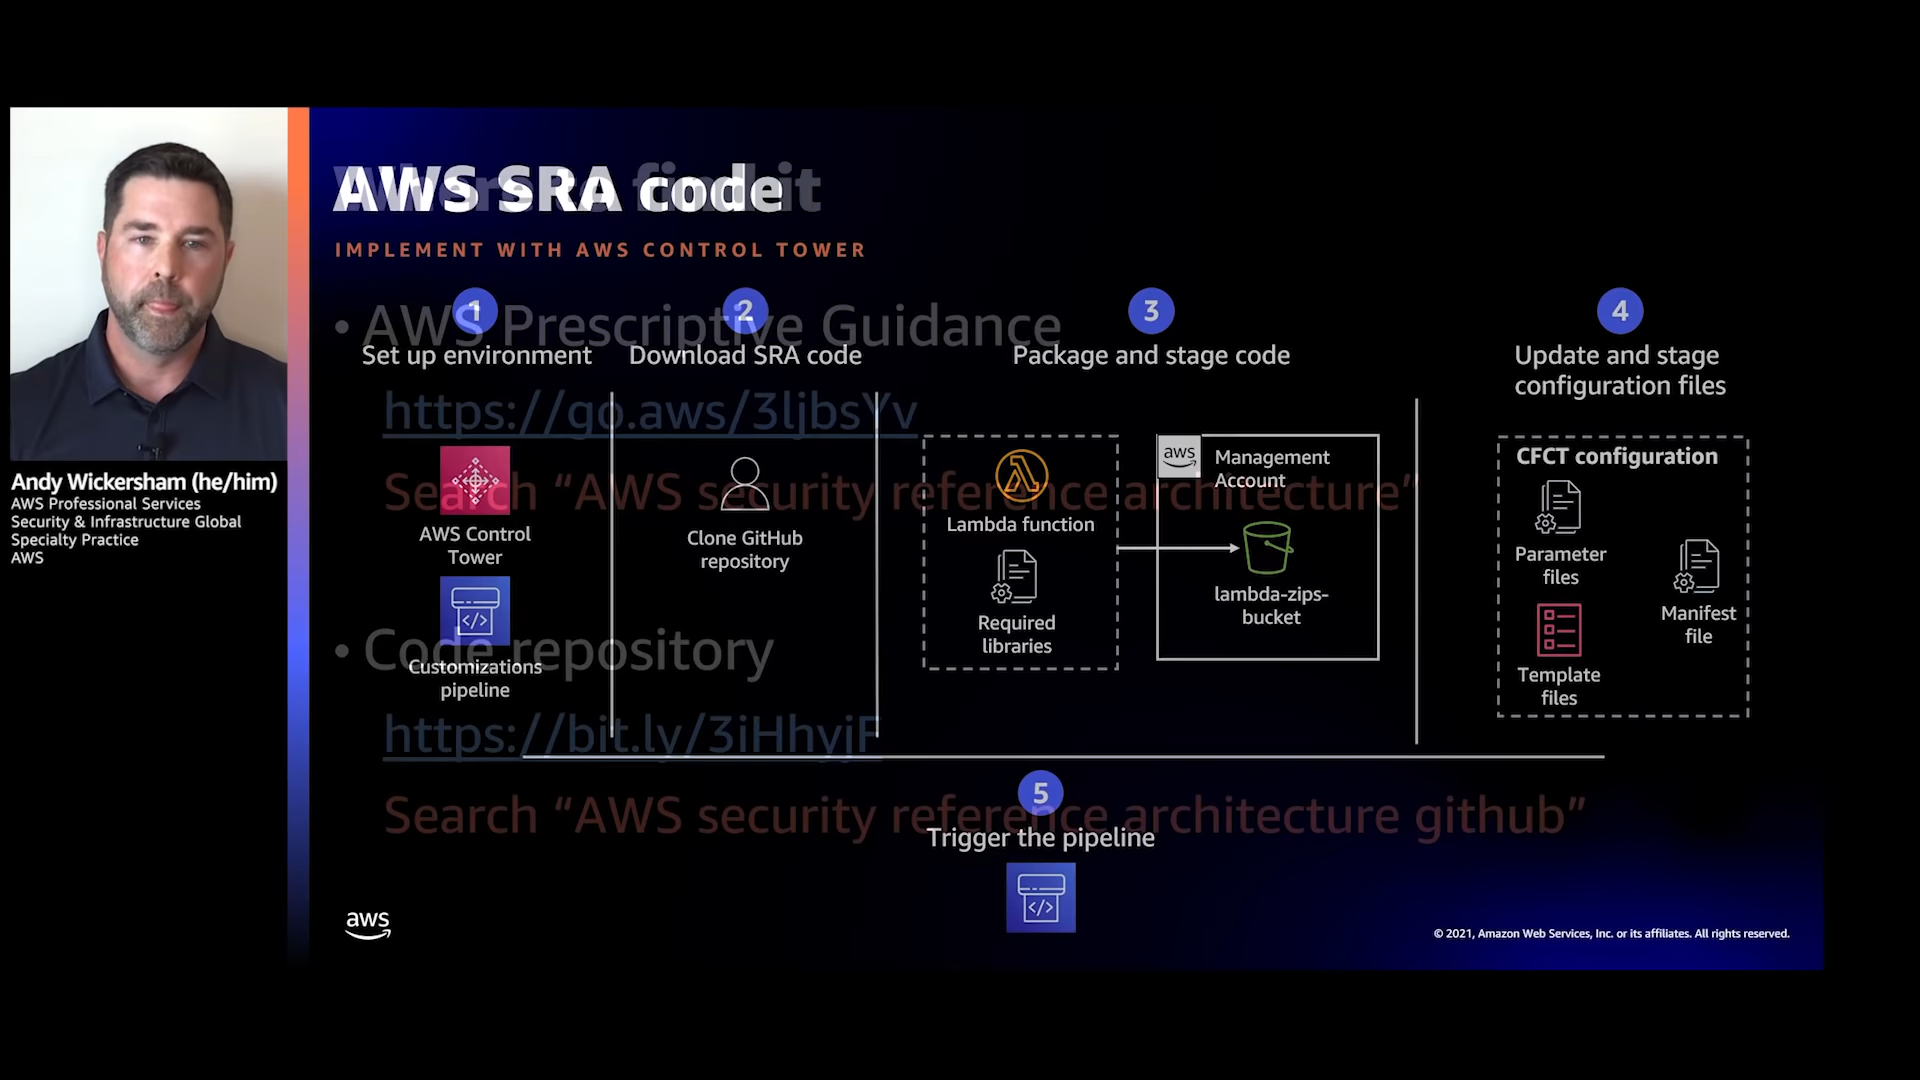 AWS SRA code
Where to find it
IMPLEMENT WITH AWS CONTROL TOWER
1
Set up environment
AWS Control
Tower
Customizations
pipeline
2
Download SRA code
Clone GitHub
repository
3
Package and stage code
Lambda function
Required
libraries
aws
Management
Account
lambda-zips-
bucket
4
Update and stage
configuration files
CFCT configuration
Parameter
files
Template
files
Manifest
file
5
Trigger the pipeline
• AWS Prescriptive Guidance
https://go.aws/3ljbsYv
Search “AWS security reference architecture”
• Code repository
https://bit.ly/3iHhyjF
Search “AWS security reference architecture github”
Andy Wickersham (he/him)
AWS Professional Services
Security & Infrastructure Global
Specialty Practice
AWS
aws
© 2021, Amazon Web Services, Inc. or its affiliates. All rights reserved.